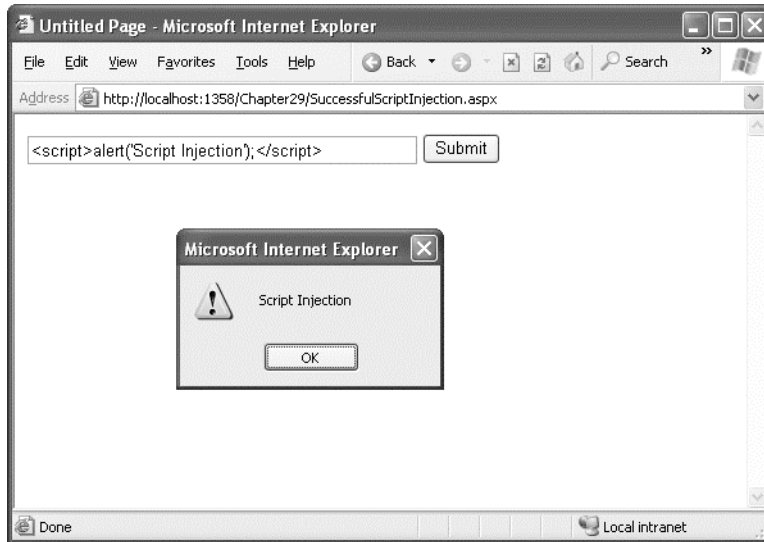 Untitled Page - Microsoft Internet Explorer
File Edit View Favorites Tools Help Back Search »
Address http://localhost:1358/Chapter29/SuccessfulScriptInjection.aspx
<script>alert('Script Injection');</script> Submit
Microsoft Internet Explorer
Script Injection
OK
Done Local intranet